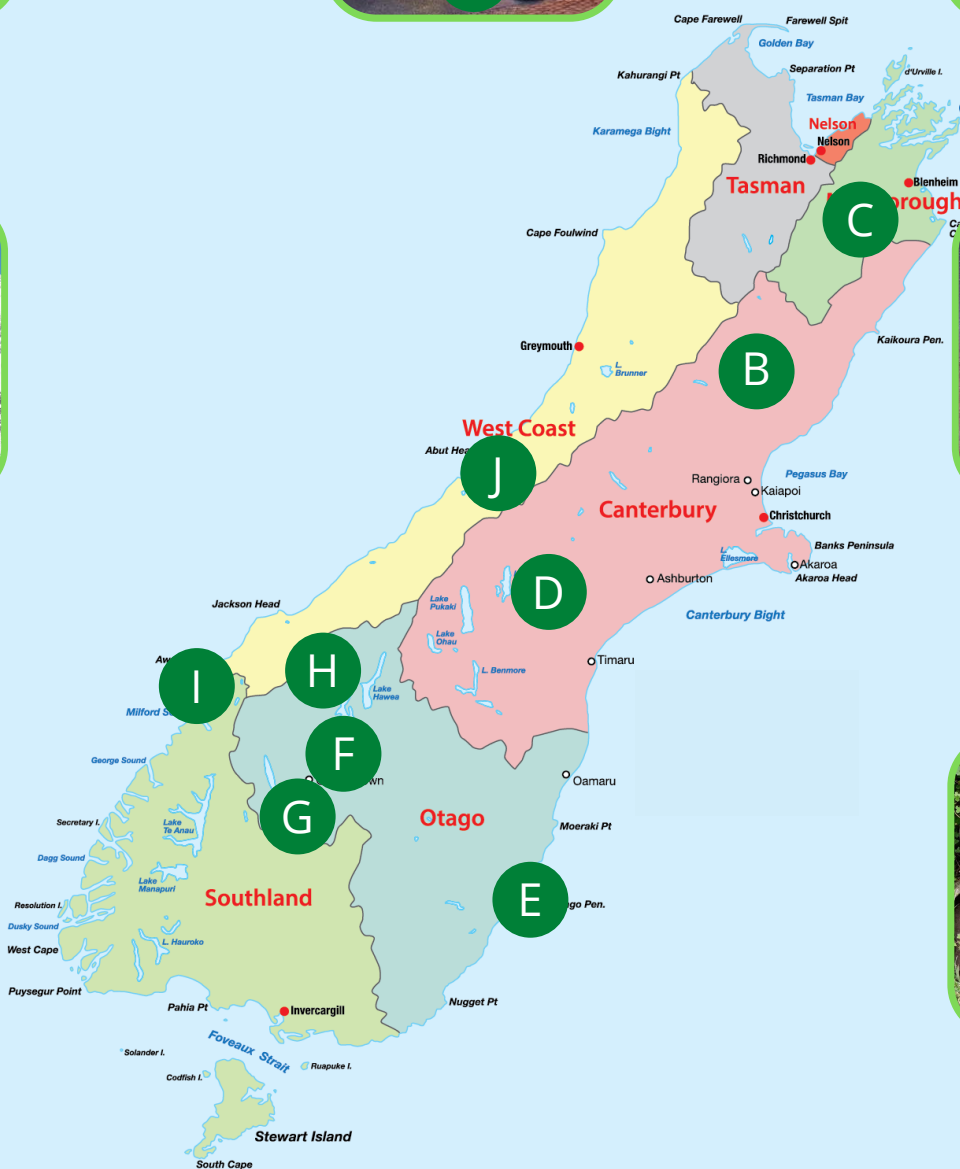 Cape Farewell
Farewell Spit
Golden Bay
Kahurangi Pt
Separation Pt
d'Urville I.
Tasman Bay
Karamega Bight
Nelson
Nelson
Richmond
Tasman
Blenheim
orough
C
Cape Foulwind
Greymouth
L.
Brunner
Kaikoura Pen.
B
West Coast
Abut Hea
J
Rangiora
Kaiapoi
Pegasus Bay
Canterbury
Christchurch
Banks Peninsula
L.
Ellesmere
Akaroa
Akaroa Head
Ashburton
D
Lake
Pukaki
Jackson Head
Canterbury Bight
Lake
Ohau
Timaru
L. Benmore
H
I
Lake
Hawea
Milford S
F
George Sound
wn
Oamaru
G
Otago
Lake
Te Anau
Secretary I.
Moeraki Pt
Dagg Sound
Lake
Manapuri
Southland
E
go Pen.
Resolution I.
Dusky Sound
West Cape
L. Hauroko
Puysegur Point
Pahia Pt
Invercargill
Nugget Pt
Foveaux Strait
Solander I.
Ruapuke I.
Codfish I.
Stewart Island
South Cape